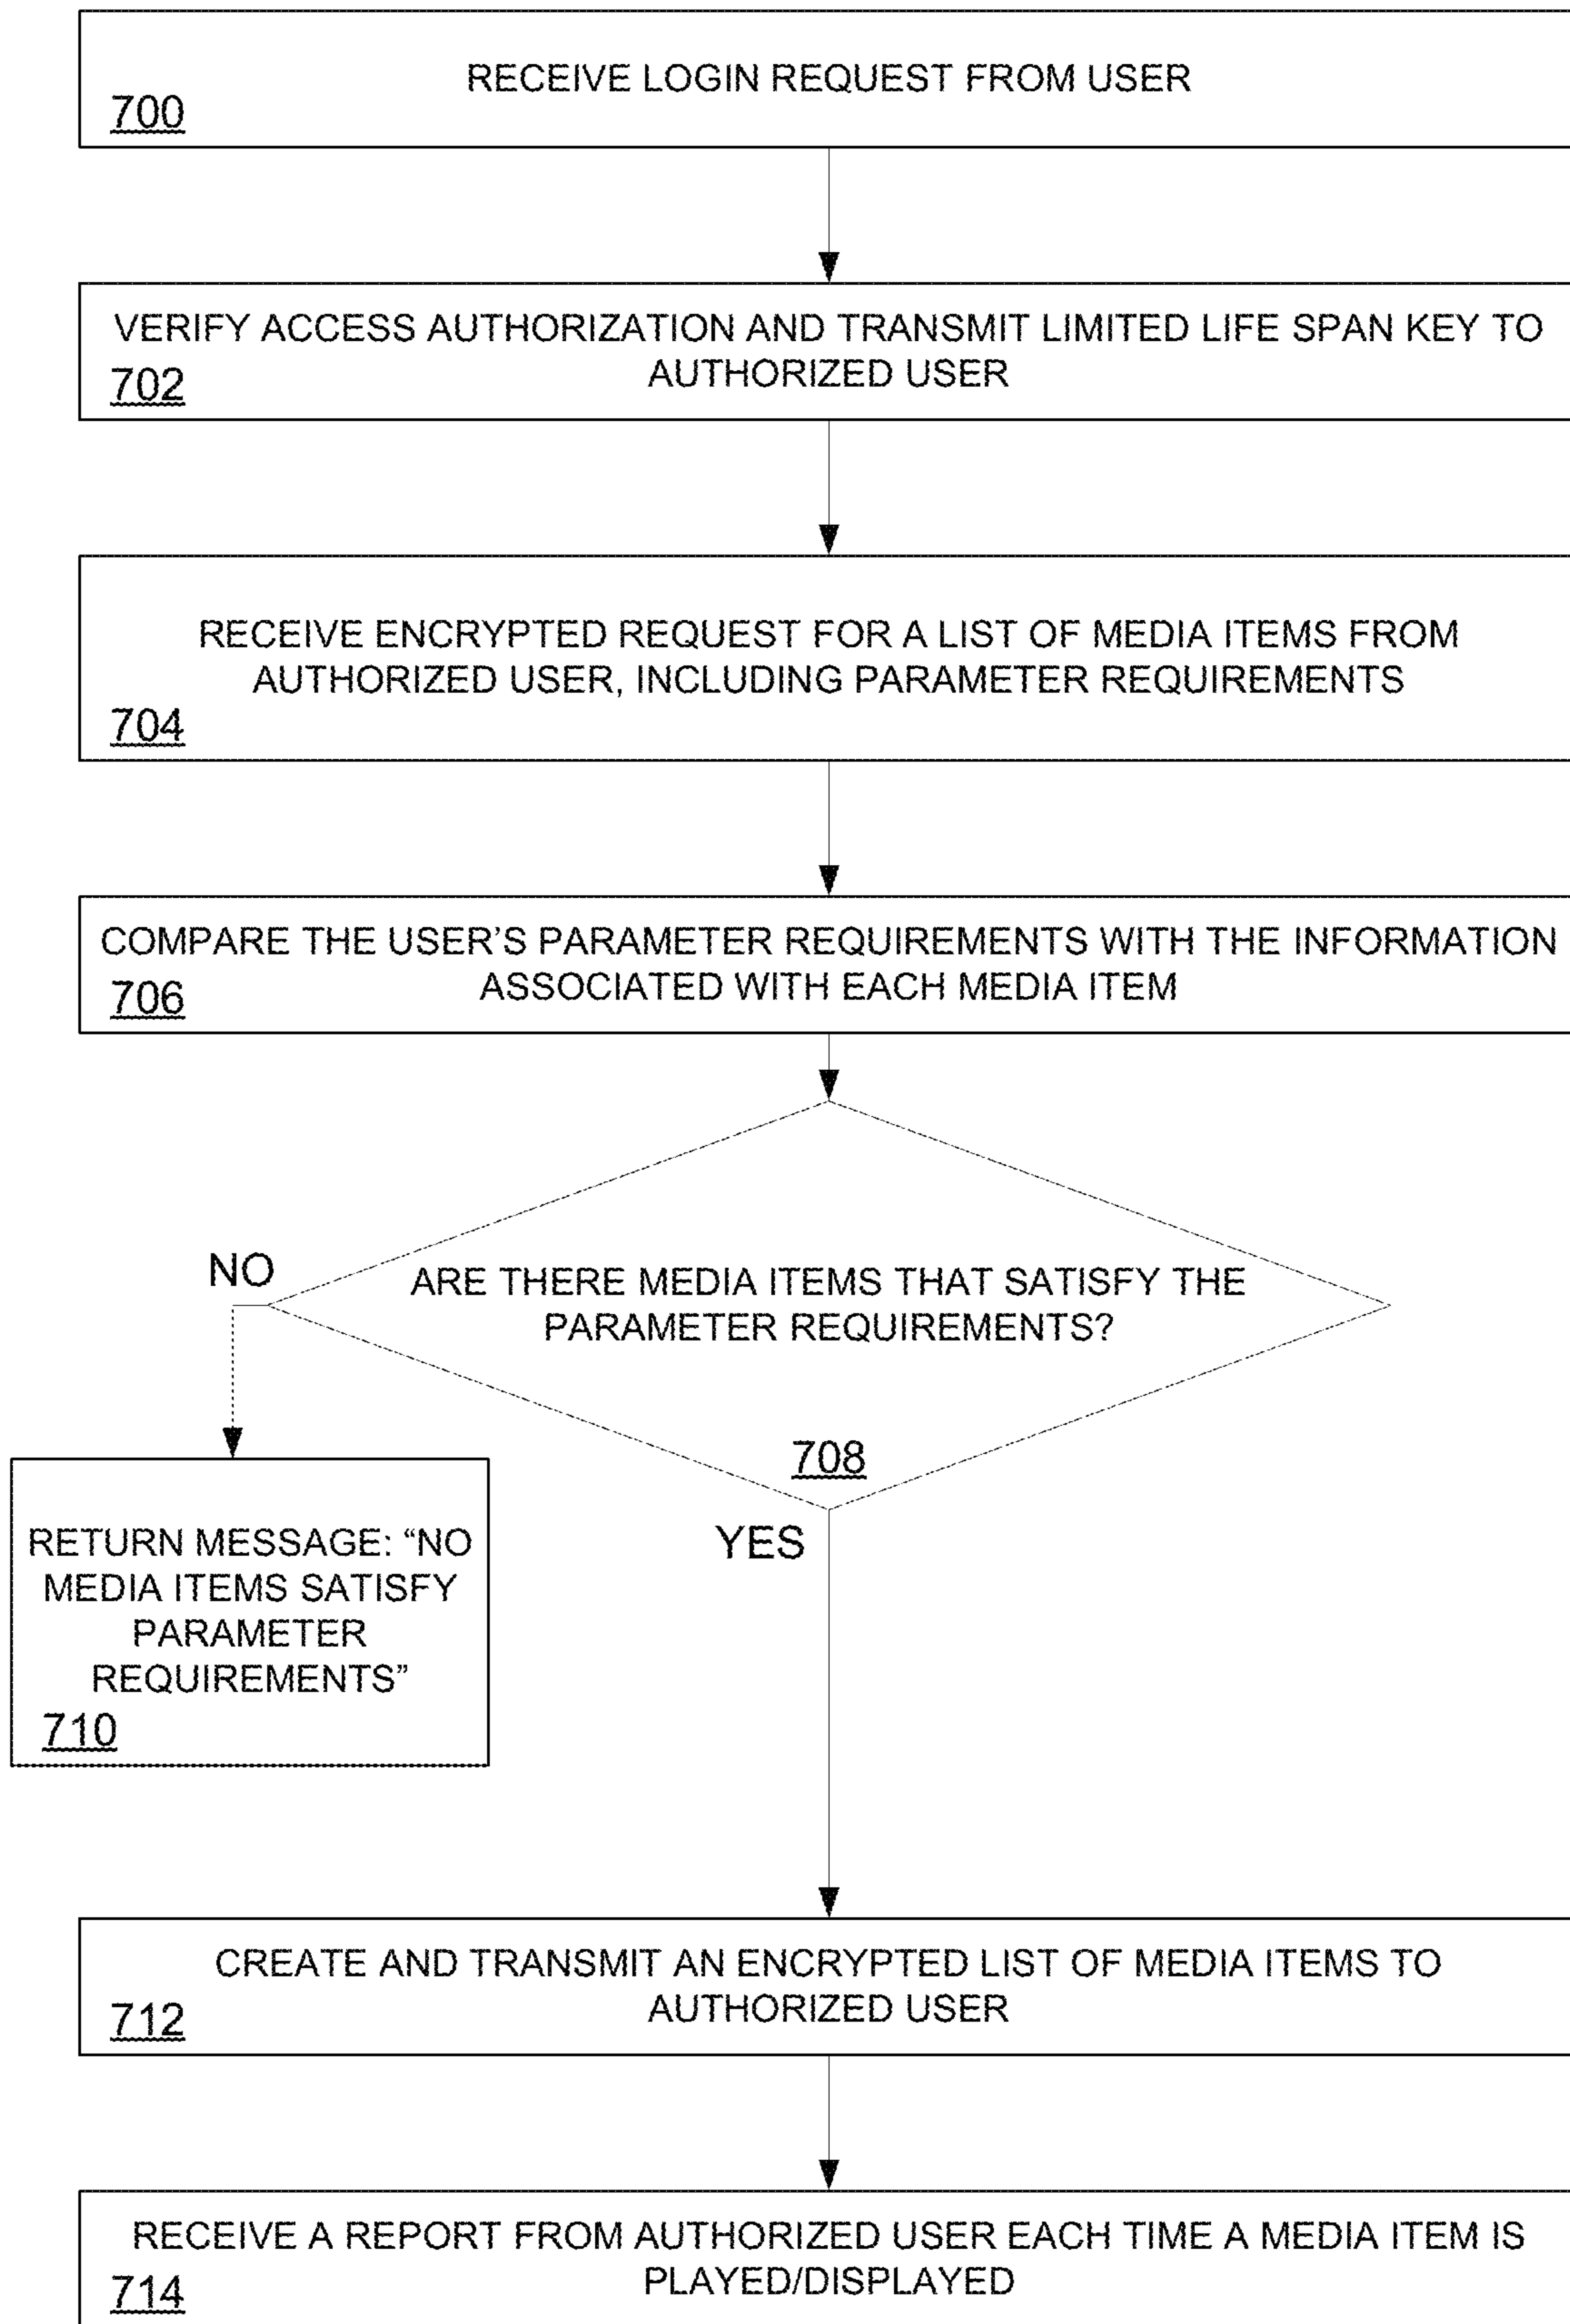 RECEIVE LOGIN REQUEST FROM USER
700
VERIFY ACCESS AUTHORIZATION AND TRANSMIT LIMITED LIFE SPAN KEY TO
AUTHORIZED USER
702
RECEIVE ENCRYPTED REQUEST FOR A LIST OF MEDIA ITEMS FROM
AUTHORIZED USER, INCLUDING PARAMETER REQUIREMENTS
704
COMPARE THE USER'S PARAMETER REQUIREMENTS WITH THE INFORMATION
ASSOCIATED WITH EACH MEDIA ITEM
706
NO
ARE THERE MEDIA ITEMS THAT SATISFY THE
PARAMETER REQUIREMENTS?
708
YES
RETURN MESSAGE: “NO
MEDIA ITEMS SATISFY
PARAMETER
REQUIREMENTS”
710
CREATE AND TRANSMIT AN ENCRYPTED LIST OF MEDIA ITEMS TO
AUTHORIZED USER
712
RECEIVE A REPORT FROM AUTHORIZED USER EACH TIME A MEDIA ITEM IS
PLAYED/DISPLAYED
714